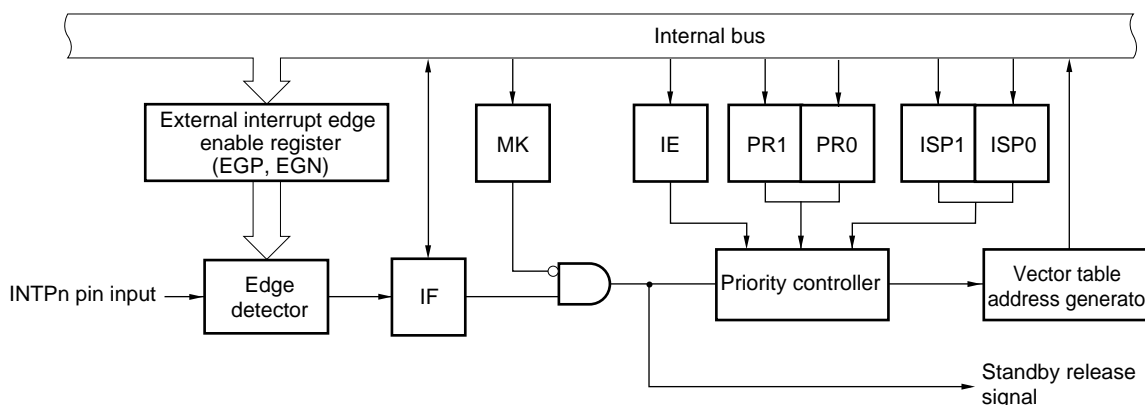 Internal bus
External interrupt edge
enable register
(EGP, EGN)
MK
IE
PR1
PR0
ISP1
ISP0
INTPn pin input
Edge
detector
IF
Priority controller
Vector table
address generato
Standby release
signal